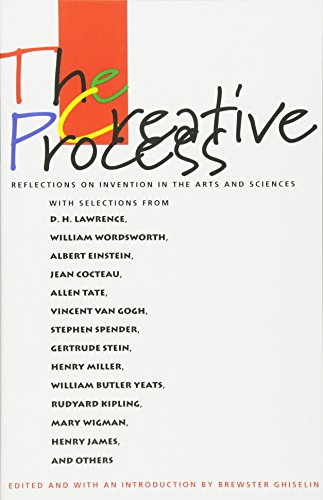 The Creative
Process
REFLECTIONS ON INVENTION IN THE ARTS AND SCIENCES
WITH SELECTIONS FROM
D. H. LAWRENCE,
WILLIAM WORDSWORTH,
ALBERT EINSTEIN,
JEAN COCTEAU,
ALLEN TATE,
VINCENT VAN GOGH,
STEPHEN SPENDER,
GERTRUDE STEIN,
HENRY MILLER,
WILLIAM BUTLER YEATS,
RUDYARD KIPLING,
MARY WIGMAN,
HENRY JAMES,
AND OTHERS
EDITED AND WITH AN INTRODUCTION BY BREWSTER GHISELIN